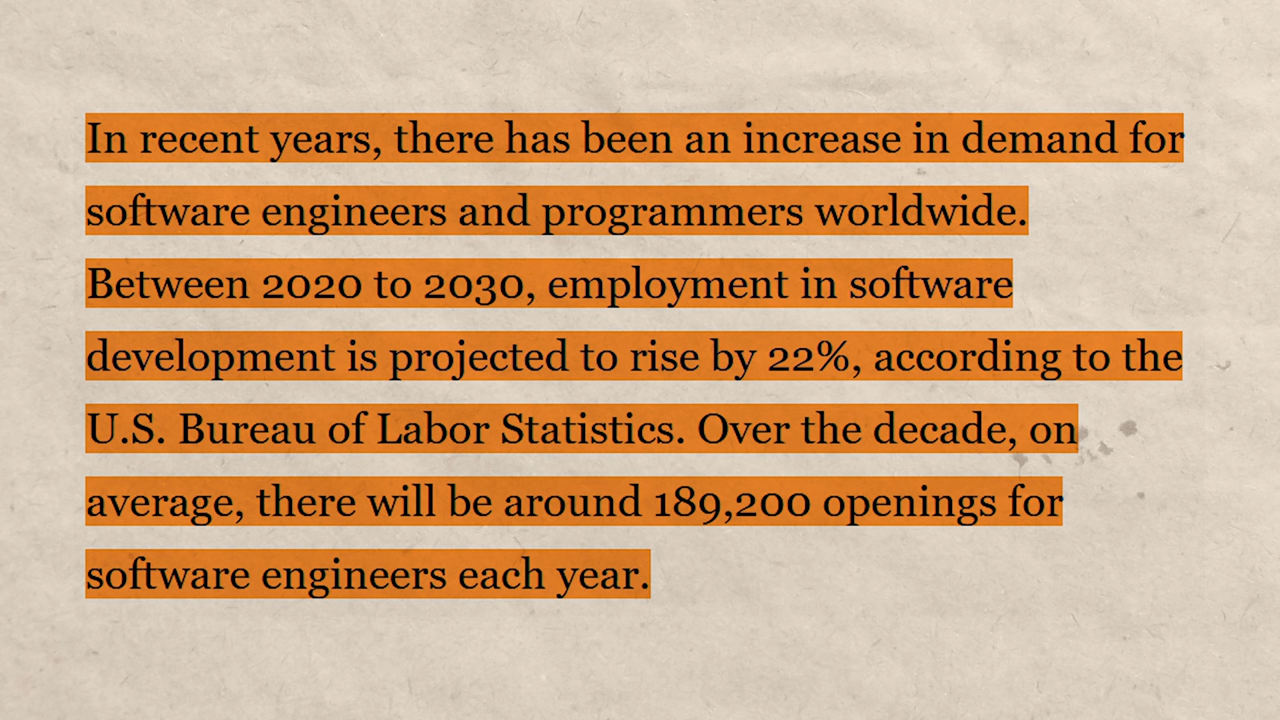 In recent years, there has been an increase in demand for
software engineers and programmers worldwide.
Between 2020 to 2030, employment in software
development is projected to rise by 22%, according to the
U.S. Bureau of Labor Statistics. Over the decade, on
average, there will be around 189,200 openings for
software engineers each year.